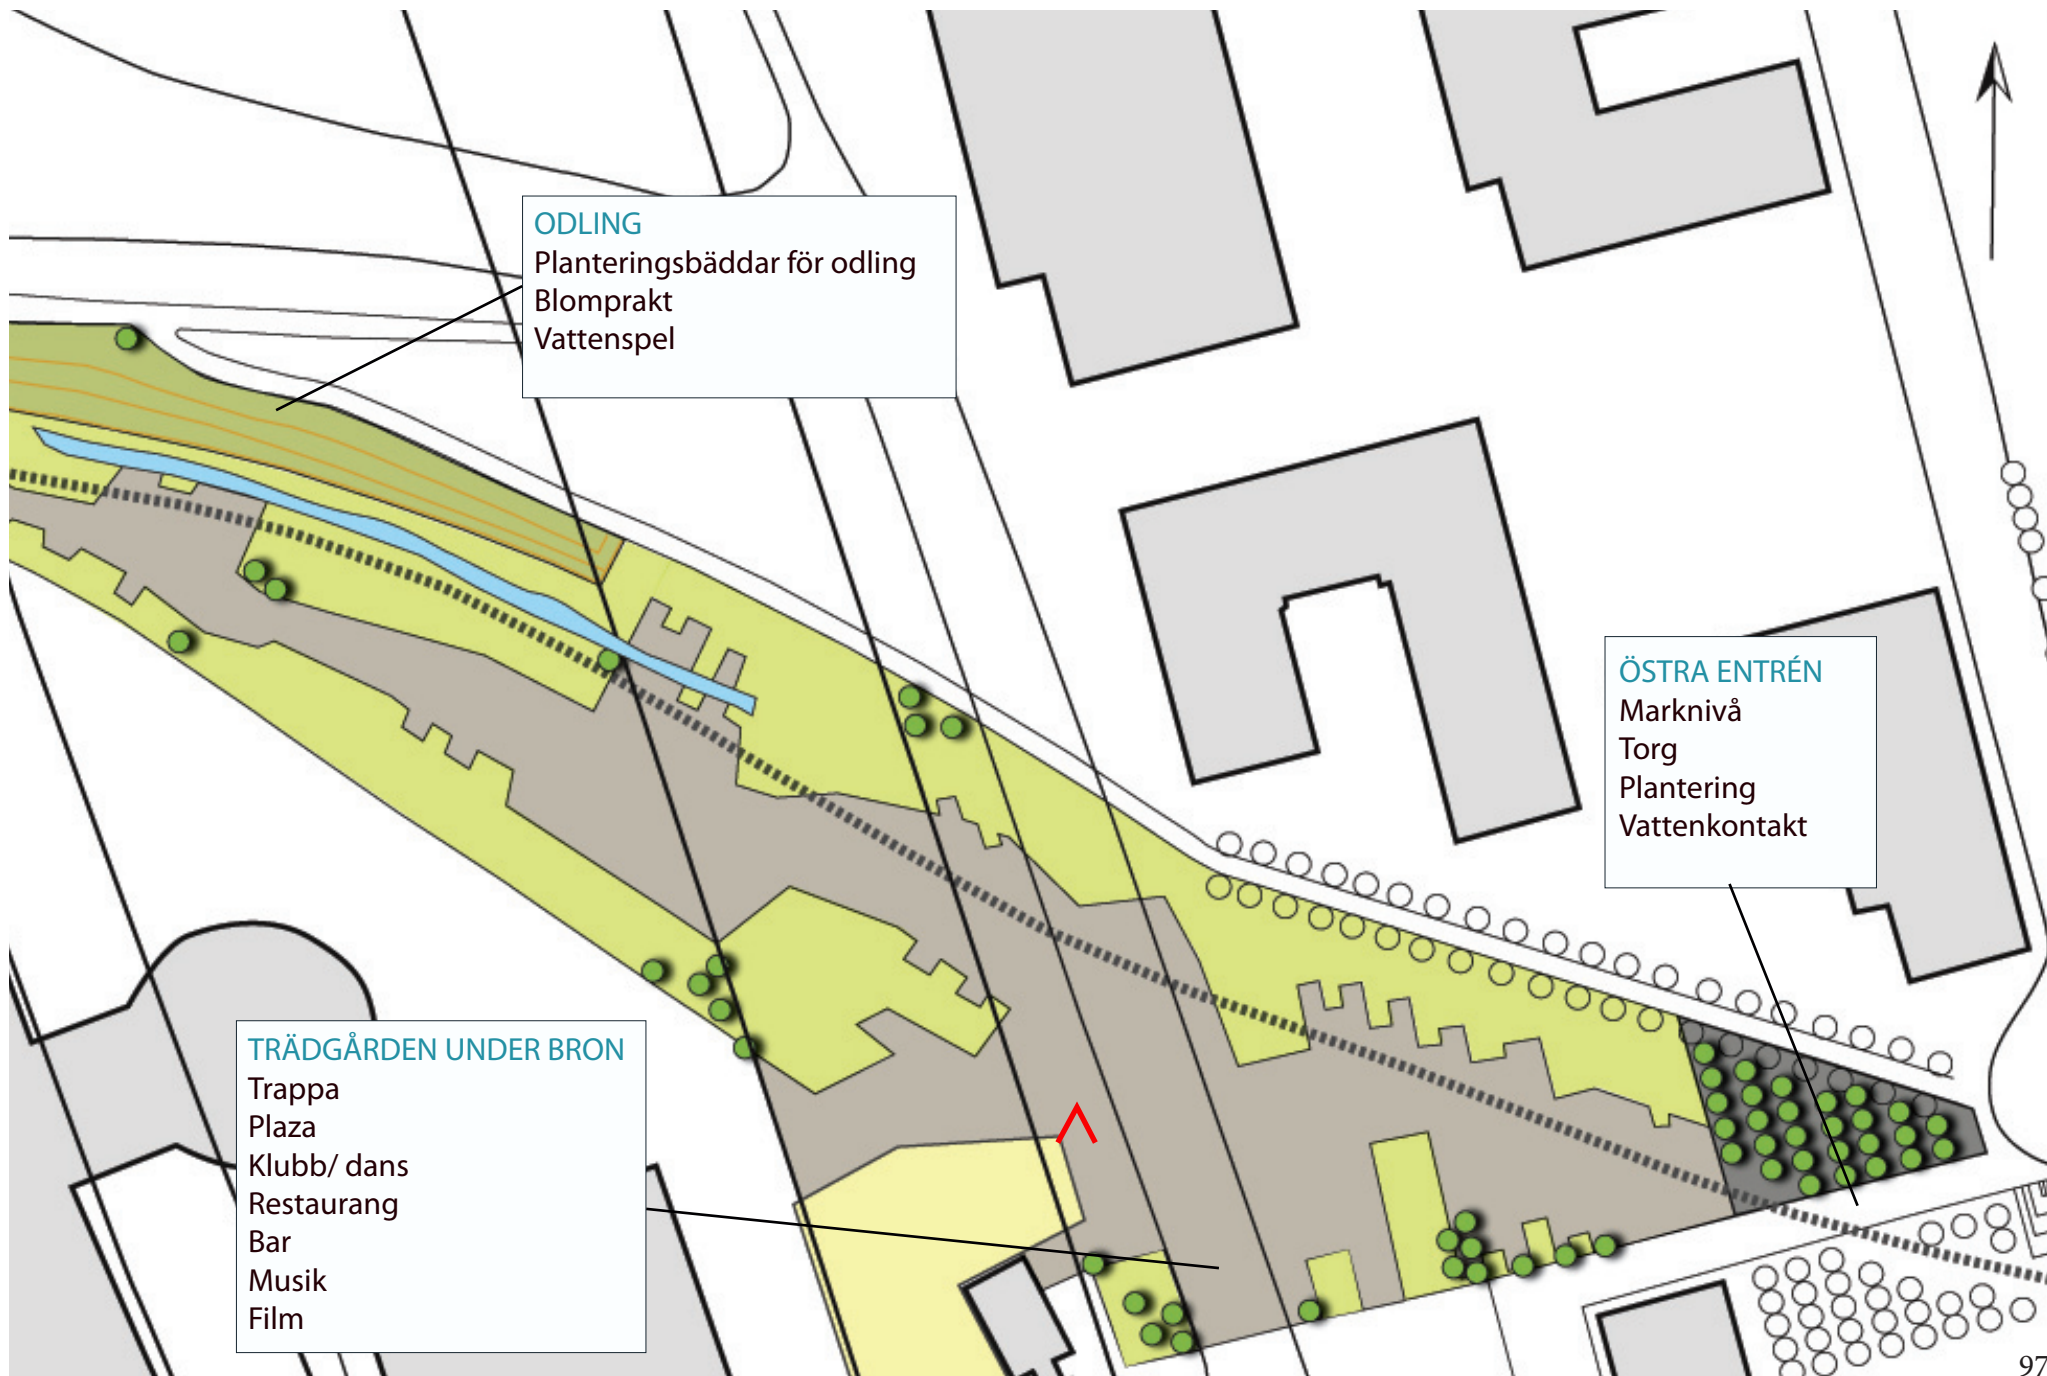 ODLING
Planteringsbäddar för odling
Blomprakt
Vattenspel
ÖSTRA ENTRÉN
Marknivå
Torg
Plantering
Vattenkontakt
TRÄDGÅRDEN UNDER BRON
Trappa
Plaza
Klubb/ dans
Restaurang
Bar
Musik
Film
97